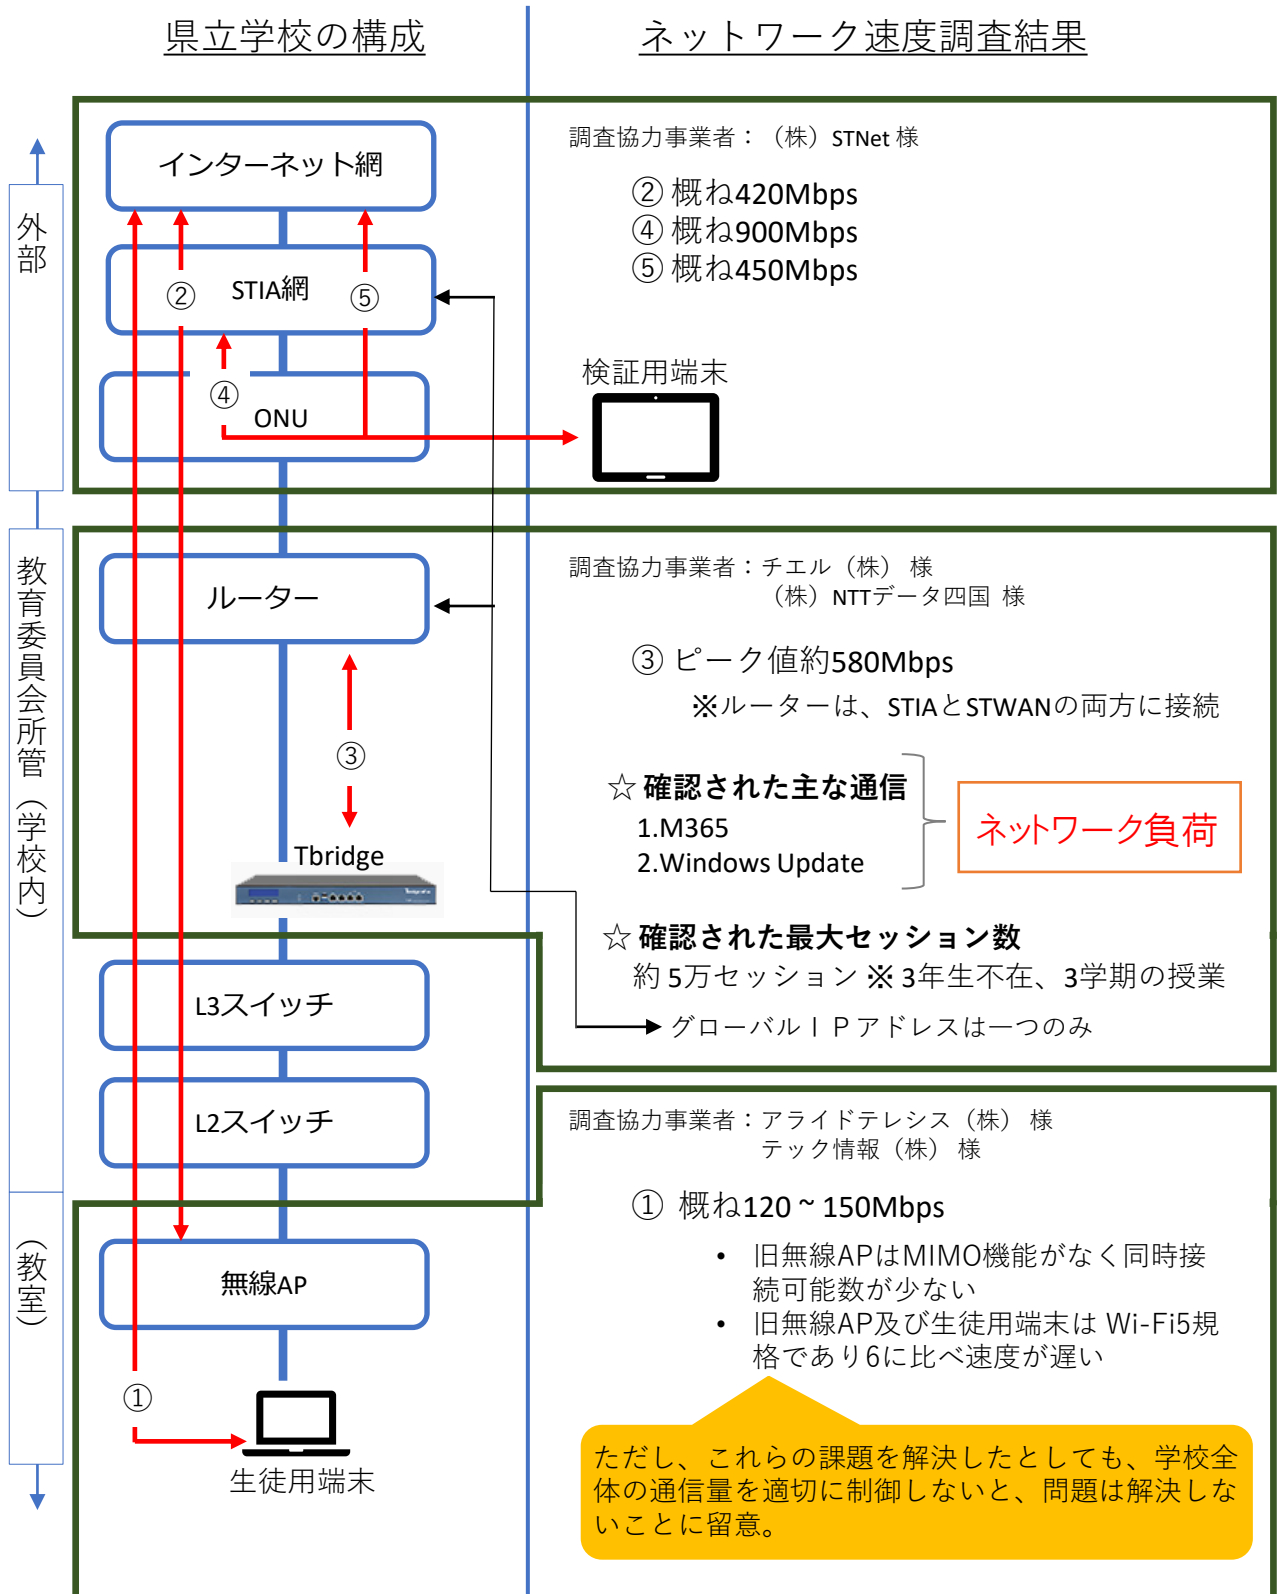 県立学校の構成
ネットワーク速度調査結果
外部
インターネット網
STIA網
②
⑤
④
ONU
調査協力事業者：（株）STNet 様
② 概ね420Mbps
④ 概ね900Mbps
⑤ 概ね450Mbps
検証用端末
教育委員会所管（学校内）
ルーター
③
Tbridge
L3スイッチ
L2スイッチ
調査協力事業者：チエル（株） 様
（株）NTTデータ四国 様
③ ピーク値約580Mbps
※ルーターは、STIAとSTWANの両方に接続
☆ 確認された主な通信
1.M365
2.Windows Update
ネットワーク負荷
☆ 確認された最大セッション数
約 5万セッション ※ 3年生不在、3学期の授業
グローバルＩＰアドレスは一つのみ
（教室）
無線AP
①
生徒用端末
調査協力事業者：アライドテレシス（株） 様
テック情報（株） 様
① 概ね120 ~ 150Mbps
• 旧無線APはMIMO機能がなく同時接
続可能数が少ない
• 旧無線AP及び生徒用端末は Wi-Fi5規
格であり6に比べ速度が遅い
ただし、これらの課題を解決したとしても、学校全
体の通信量を適切に制御しないと、問題は解決しな
いことに留意。